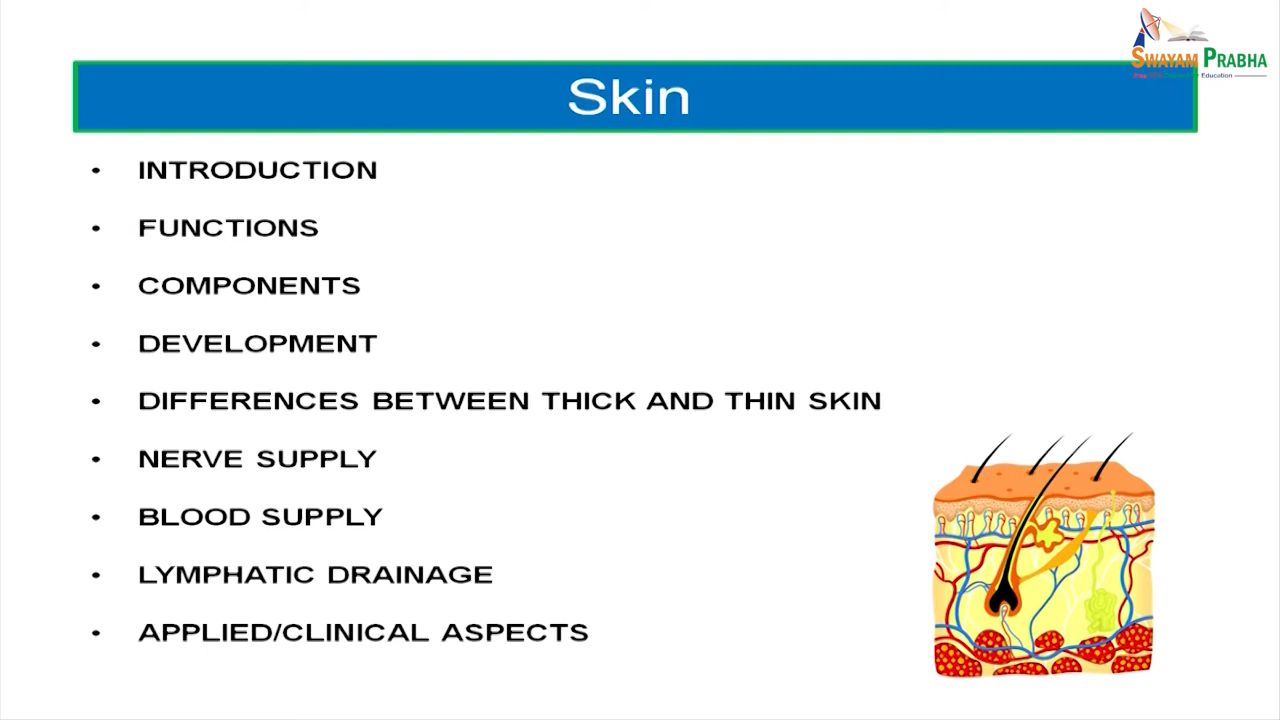 SWAYAM PRABHA
Skin
• INTRODUCTION
• FUNCTIONS
• COMPONENTS
• DEVELOPMENT
• DIFFERENCES BETWEEN THICK AND THIN SKIN
• NERVE SUPPLY
• BLOOD SUPPLY
• LYMPHATIC DRAINAGE
• APPLIED/CLINICAL ASPECTS